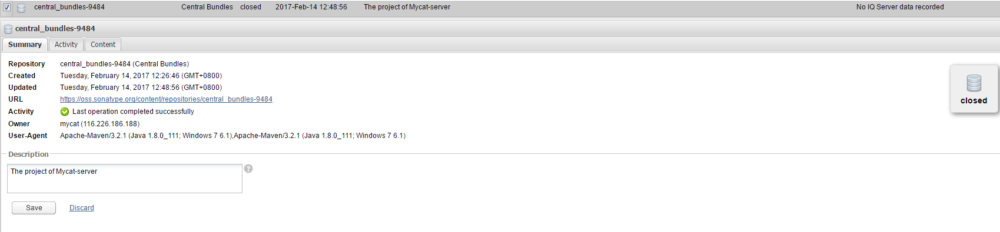 central_bundles-9484 Central Bundles closed 2017-Feb-14 12:48:56 The project of Mycat-server No IQ Server data recorded
central_bundles-9484
Summary Activity Content
Repository central_bundles-9484 (Central Bundles)
Created Tuesday, February 14, 2017 12:26:46 (GMT+0800)
Updated Tuesday, February 14, 2017 12:48:56 (GMT+0800)
URL https://oss.sonatype.org/content/repositories/central_bundles-9484
Activity Last operation completed successfully
Owner mycat (116.226.186.188)
User-Agent Apache-Maven/3.2.1 (Java 1.8.0_111; Windows 7 6.1),Apache-Maven/3.2.1 (Java 1.8.0_111; Windows 7 6.1)
closed
Description
The project of Mycat-server
?
Save Discard